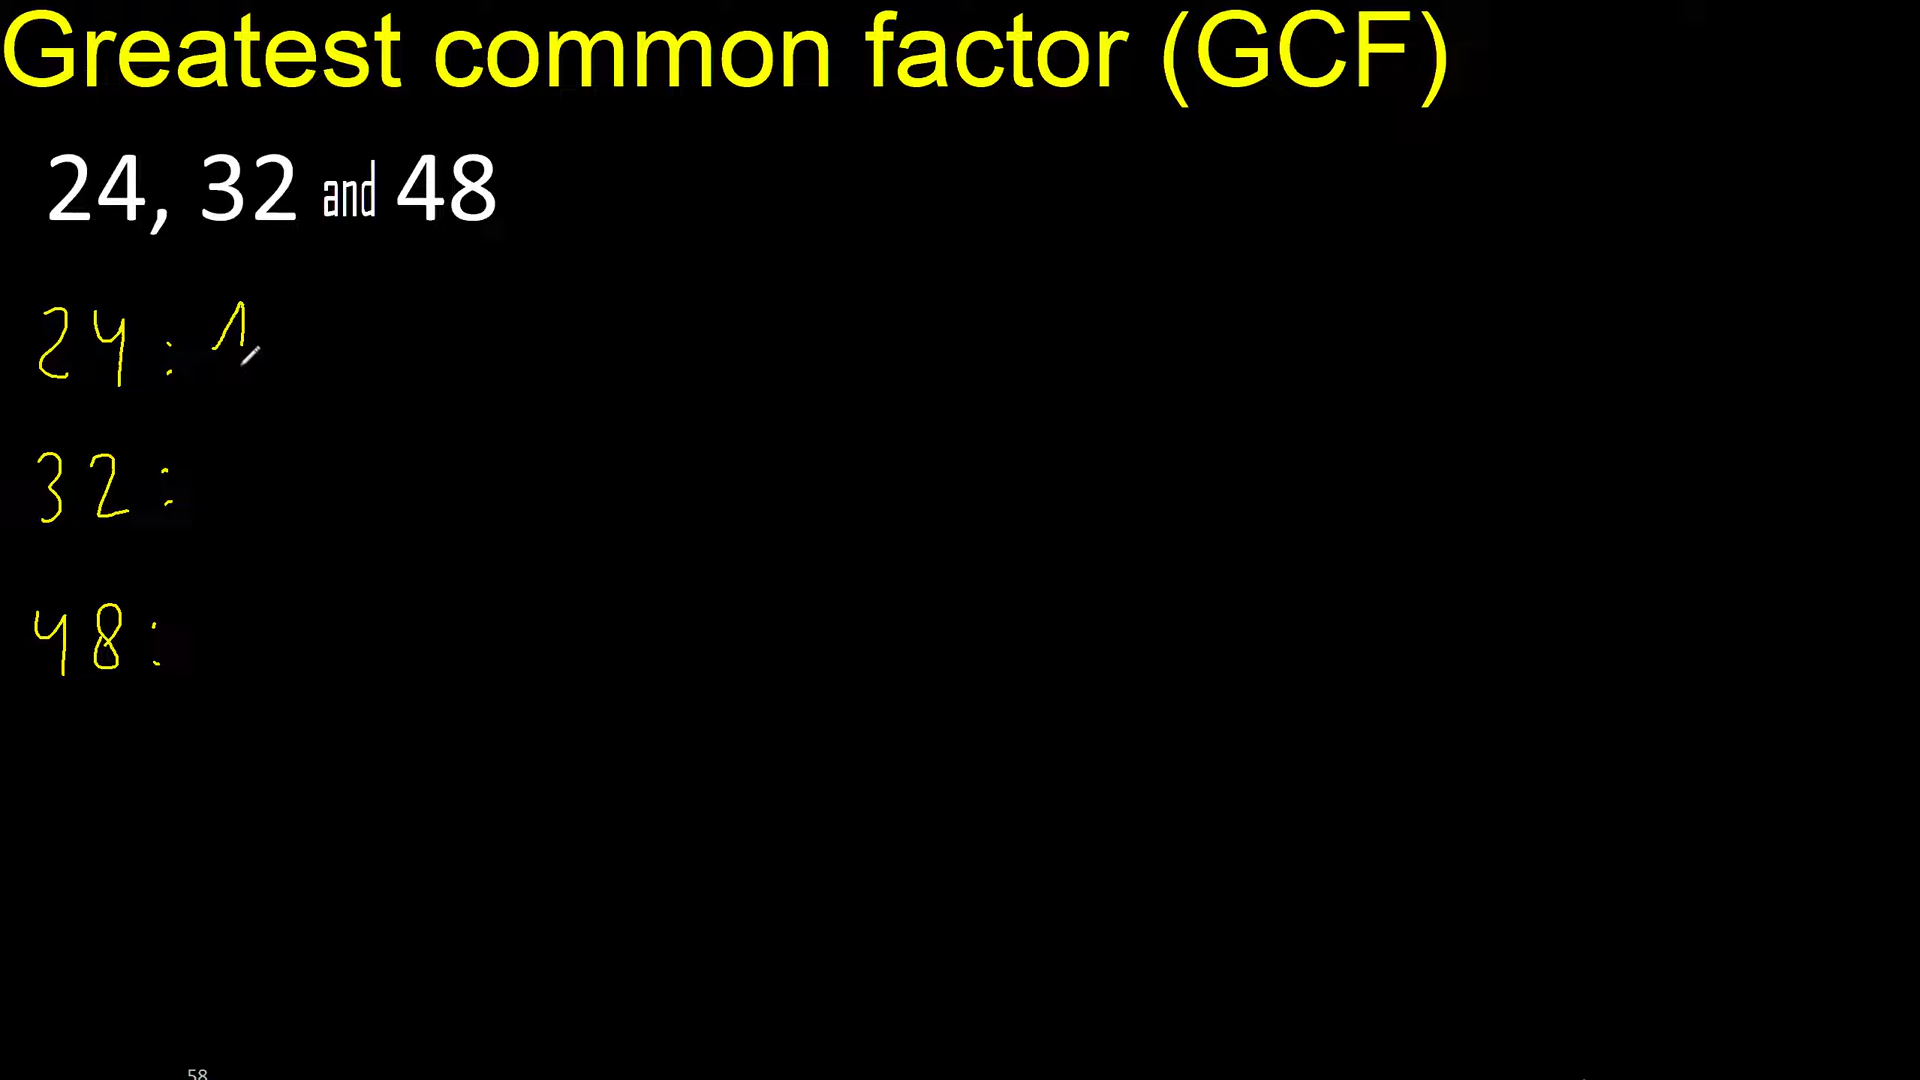 Greatest common factor (GCF)
24, 32 and 48
24: 1
32:
48:
58